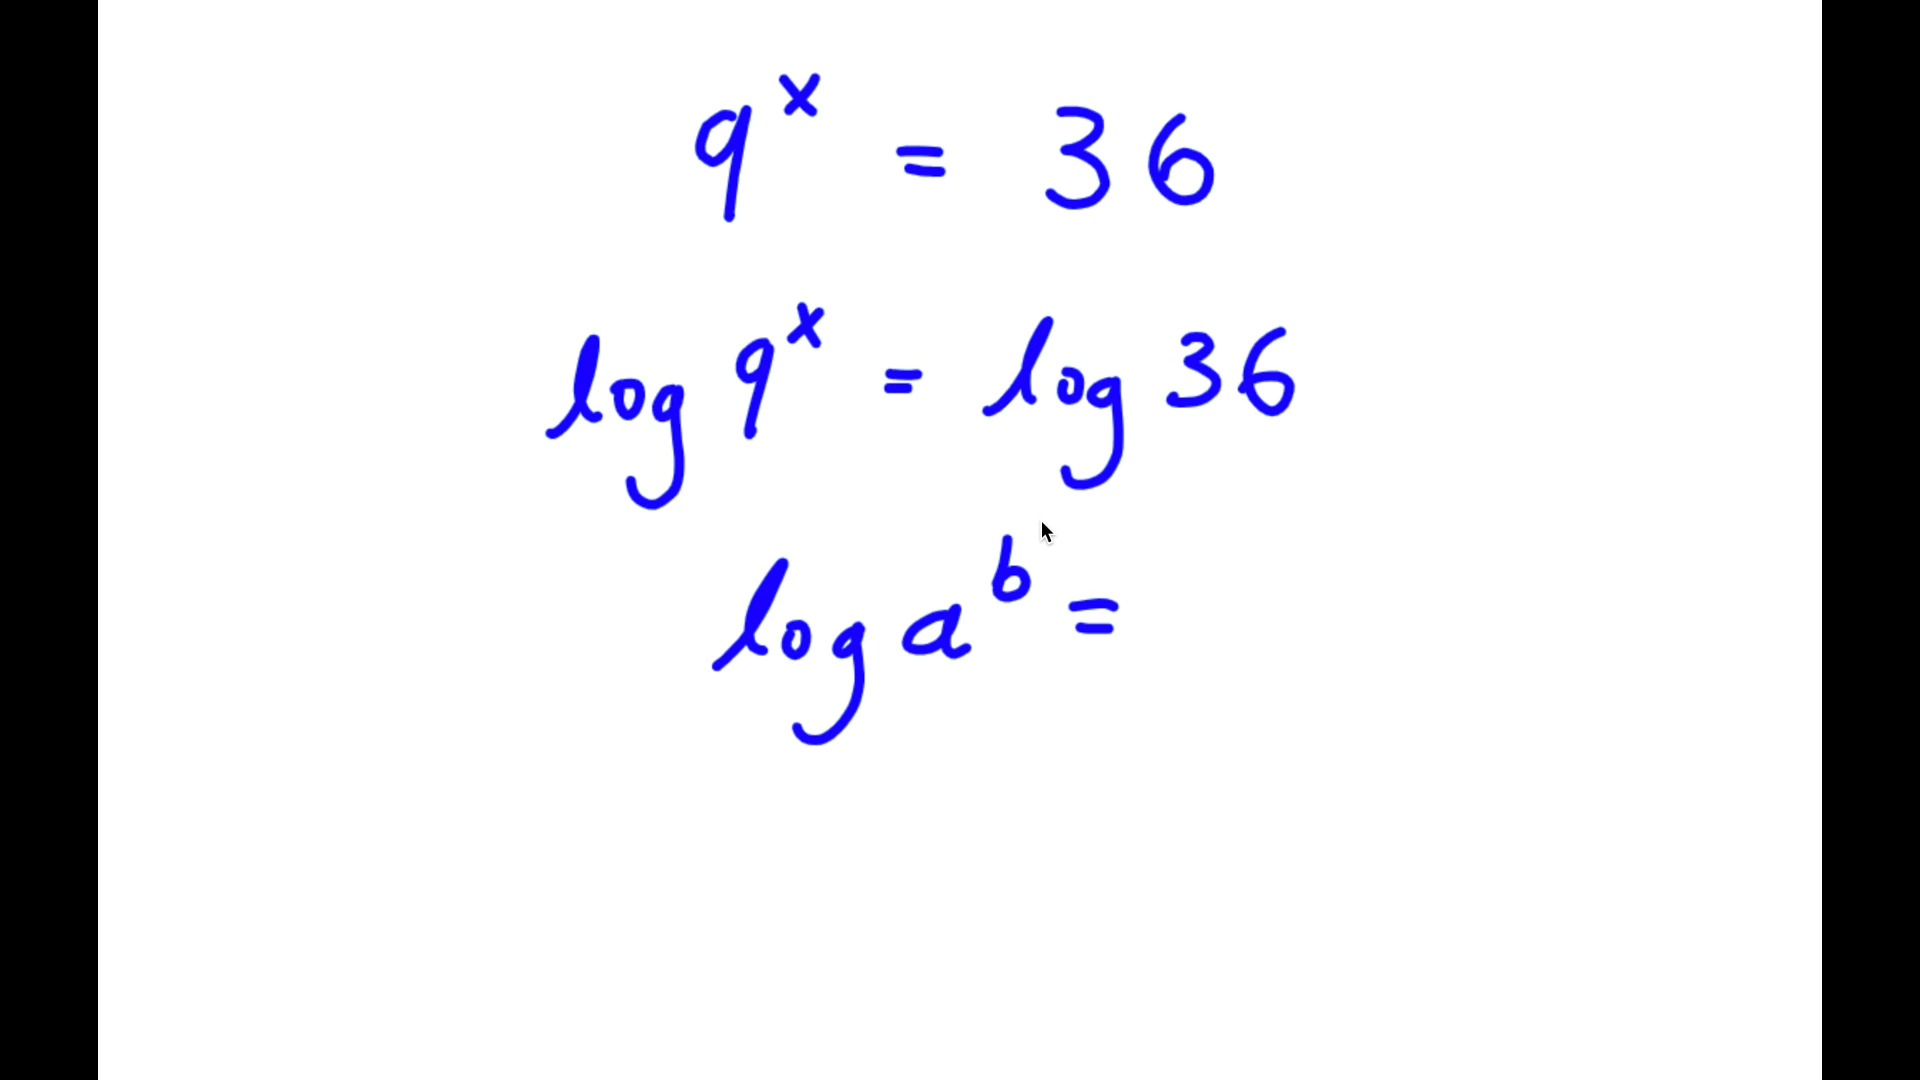 9^x = 36
log 9^x = log 36
log a^b =